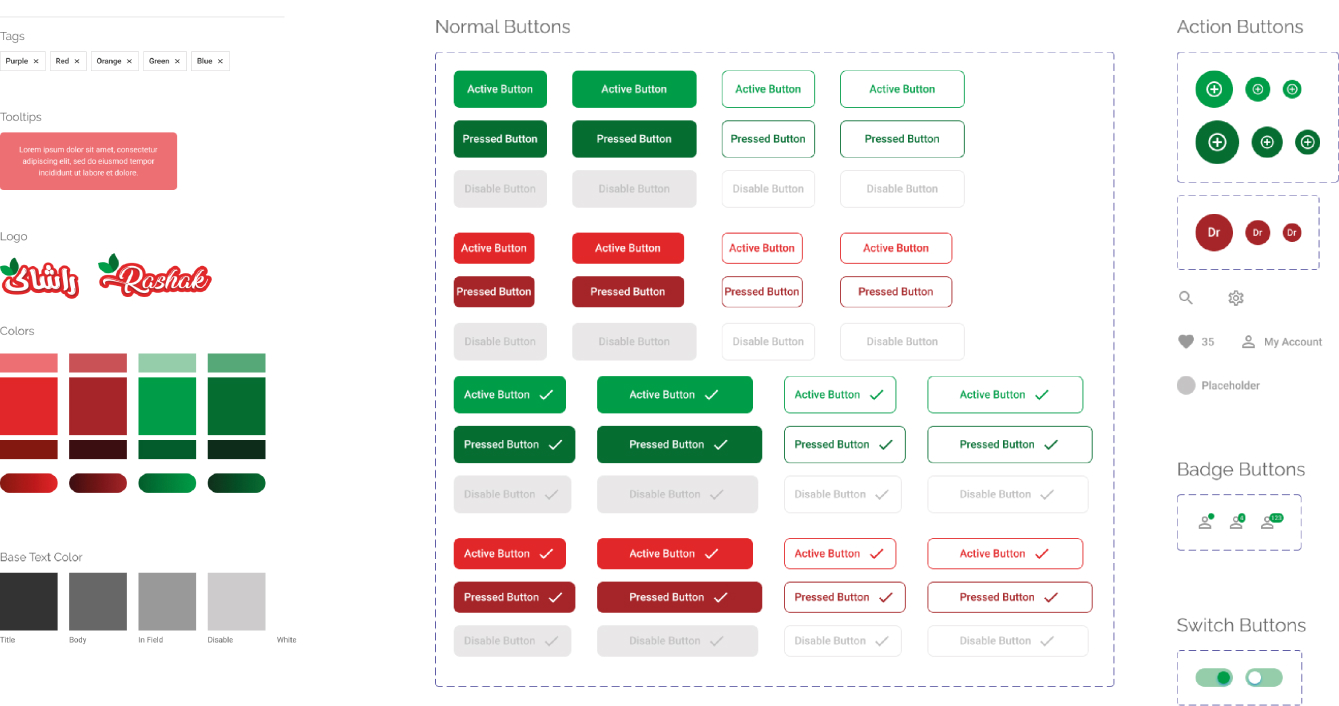 Tags
Purple × Red × Orange × Green × Blue ×
Tooltips
Lorem ipsum dolor sit amet, consectetur
adipiscing elit, sed do eiusmod tempor
incididunt ut labore et dolore.
Logo
راشاك Rashak
Colors
Base Text Color
Title Body In Field Disable White
Normal Buttons
Active Button Active Button Active Button Active Button
Pressed Button Pressed Button Pressed Button Pressed Button
Disable Button Disable Button Disable Button Disable Button
Active Button Active Button Active Button Active Button
Pressed Button Pressed Button Pressed Button Pressed Button
Disable Button Disable Button Disable Button Disable Button
Active Button Active Button Active Button Active Button
Pressed Button Pressed Button Pressed Button Pressed Button
Disable Button Disable Button Disable Button Disable Button
Active Button Active Button Active Button Active Button
Pressed Button Pressed Button Pressed Button Pressed Button
Disable Button Disable Button Disable Button Disable Button
Action Buttons
Dr Dr Dr
35 My Account
Placeholder
Badge Buttons
123
Switch Buttons